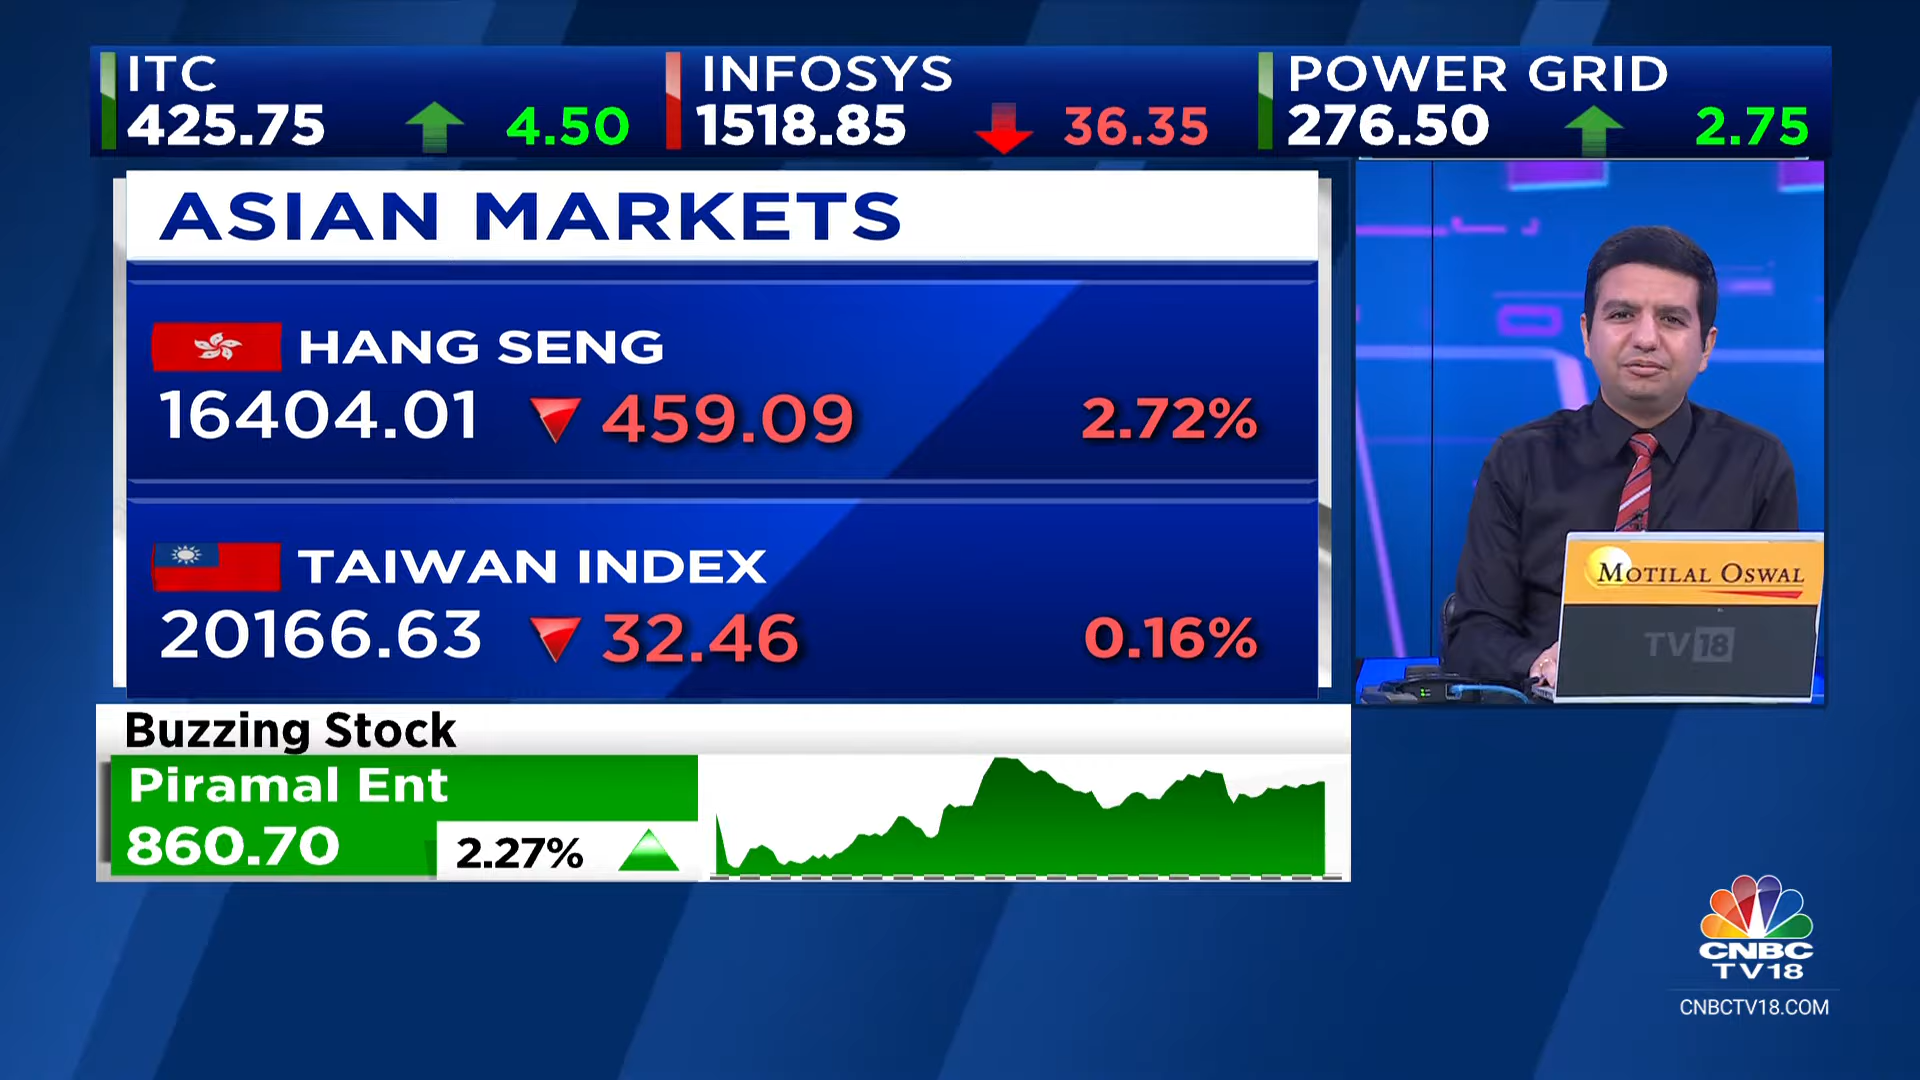 ITC
425.75 4.50
INFOSYS
1518.85 36.35
POWER GRID
276.50 2.75
ASIAN MARKETS
HANG SENG
16404.01 459.09 2.72%
TAIWAN INDEX
20166.63 32.46 0.16%
MOTILAL OSWAL
TV18
Buzzing Stock
Piramal Ent
860.70 2.27%
CNBC
TV18
CNBCTV18.COM